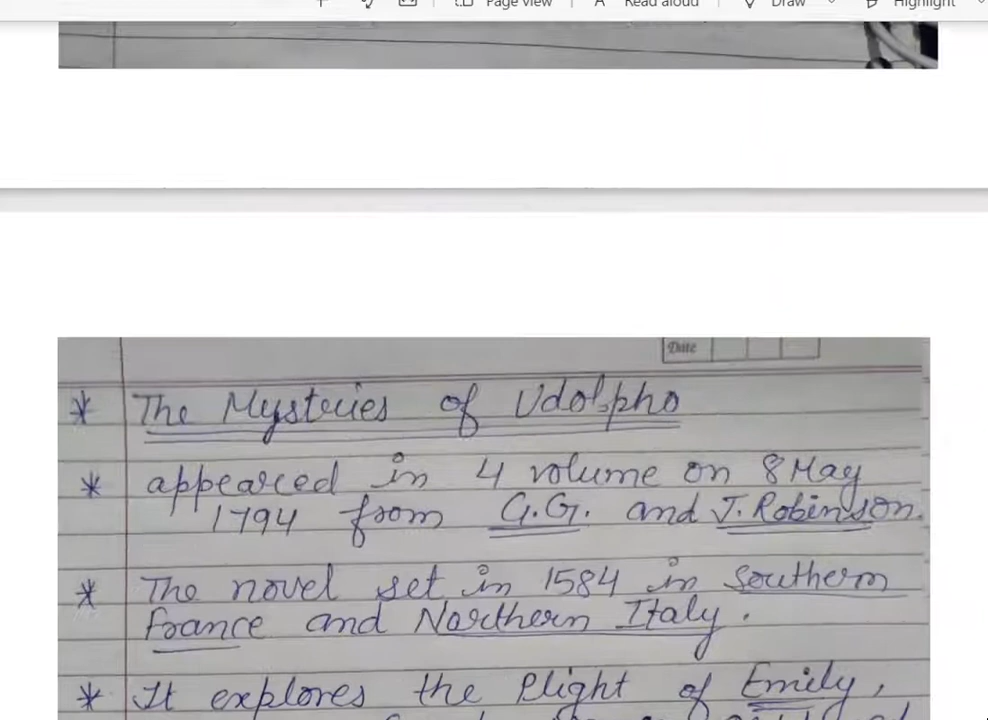 Page view
Read aloud
Draw
Highlight
Date
* The Mysteries of Udolpho
* appeared in 4 volume on 8 May
1794 from G.G. and J. Robinson.
* The novel set in 1584 in Southern
France and Northern Italy.
* It explores the Plight of Emily,